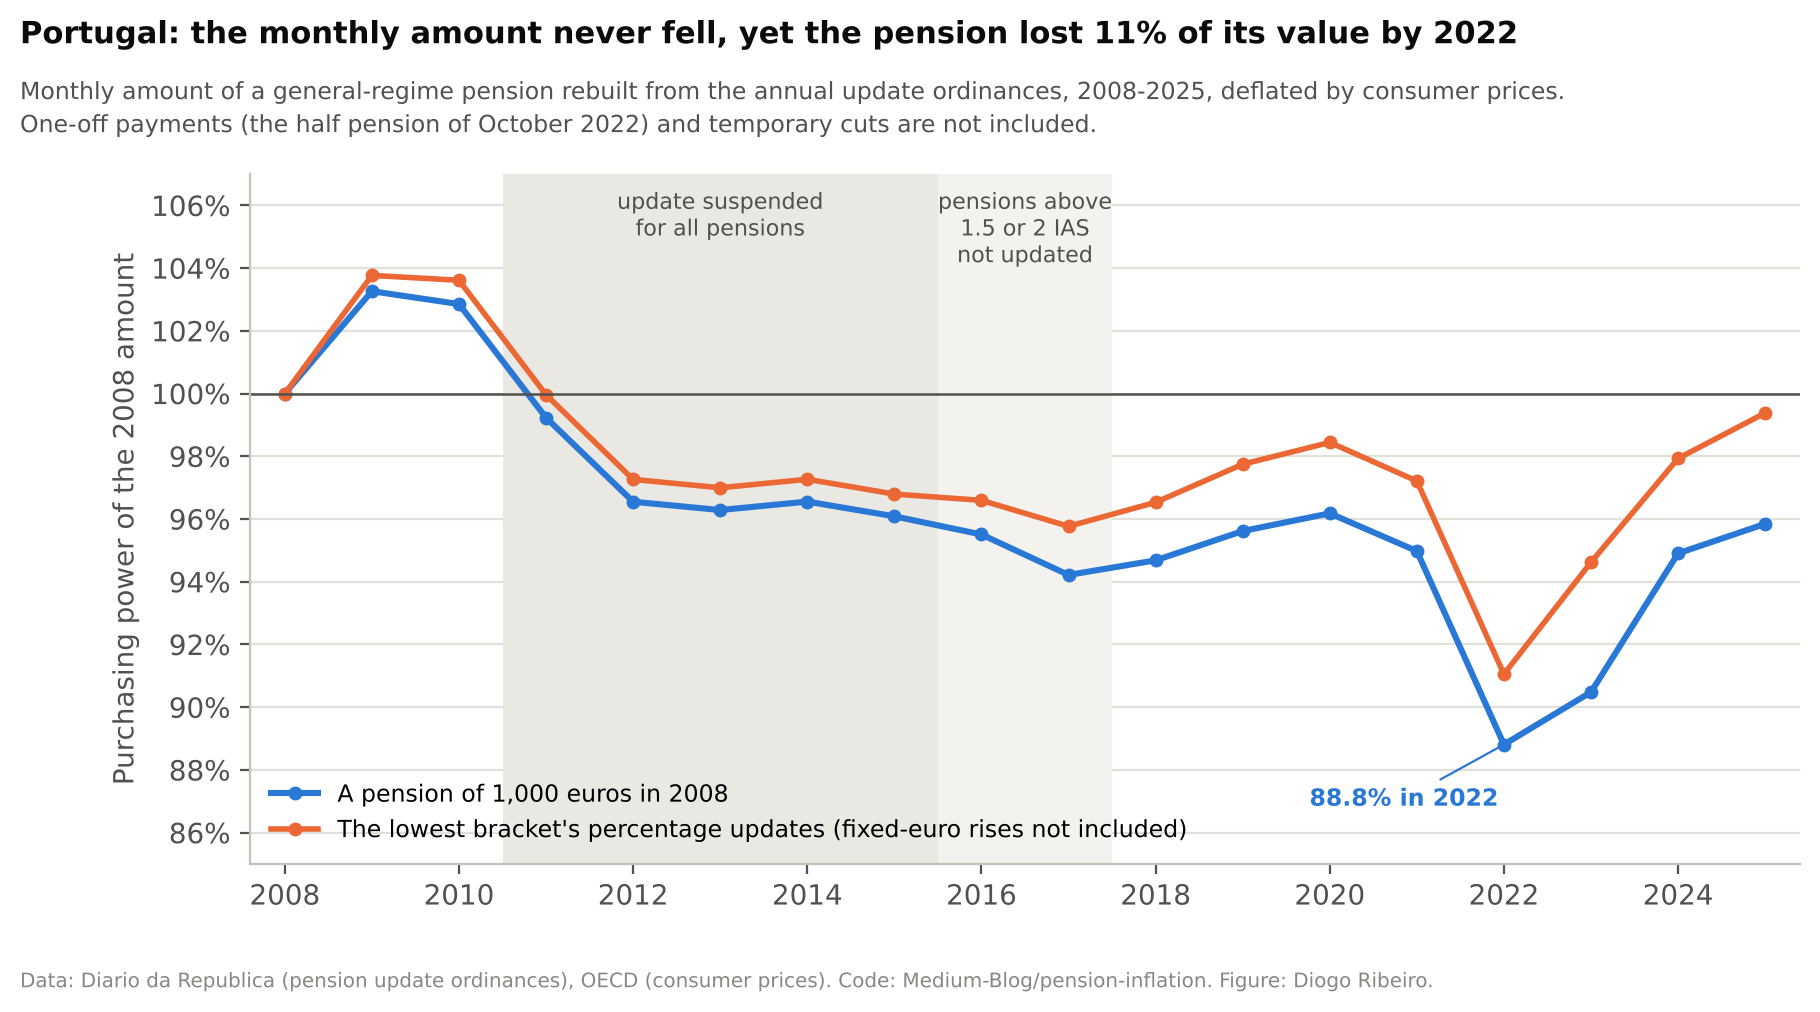 Portugal: the monthly amount never fell, yet the pension lost 11% of its value by 2022
Monthly amount of a general-regime pension rebuilt from the annual update ordinances, 2008-2025, deflated by consumer prices.
One-off payments (the half pension of October 2022) and temporary cuts are not included.
Purchasing power of the 2008 amount
106%
104%
102%
100%
98%
96%
94%
92%
90%
88%
86%
update suspended
for all pensions
pensions above
1.5 or 2 IAS
not updated
88.8% in 2022
A pension of 1,000 euros in 2008
The lowest bracket's percentage updates (fixed-euro rises not included)
2008
2010
2012
2014
2016
2018
2020
2022
2024
Data: Diario da Republica (pension update ordinances), OECD (consumer prices). Code: Medium-Blog/pension-inflation. Figure: Diogo Ribeiro.